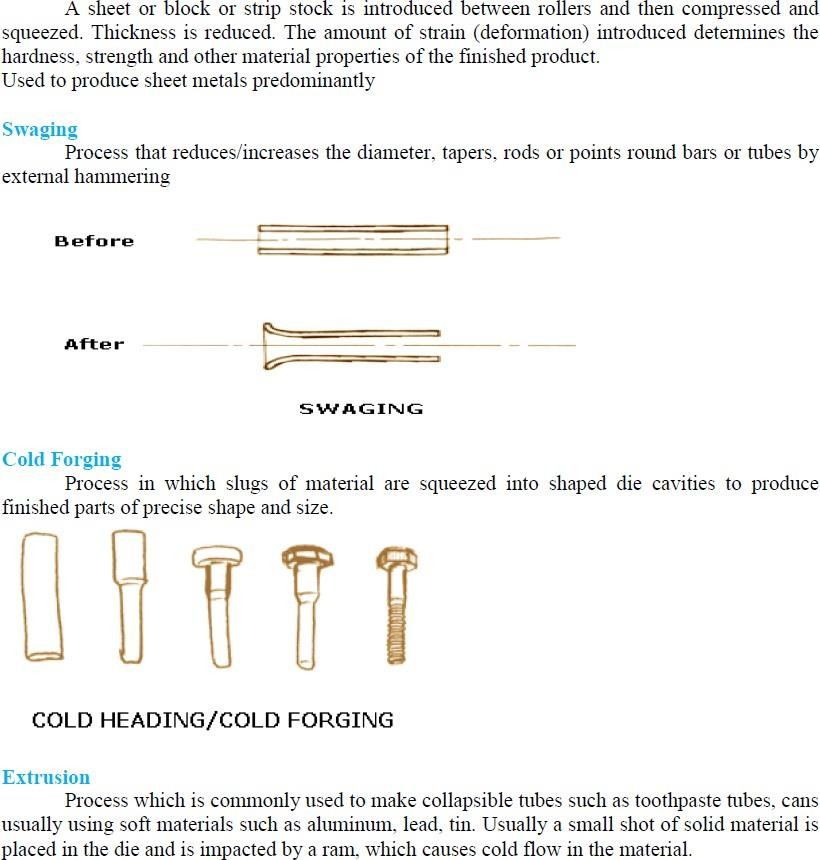 A sheet or block or strip stock is introduced between rollers and then compressed and
squeezed. Thickness is reduced. The amount of strain (deformation) introduced determines the
hardness, strength and other material properties of the finished product.
Used to produce sheet metals predominantly
Swaging
Process that reduces/increases the diameter, tapers, rods or points round bars or tubes by
external hammering
Before
After
SWAGING
Cold Forging
Process in which slugs of material are squeezed into shaped die cavities to produce
finished parts of precise shape and size.
COLD HEADING/COLD FORGING
Extrusion
Process which is commonly used to make collapsible tubes such as toothpaste tubes, cans
usually using soft materials such as aluminum, lead, tin. Usually a small shot of solid material is
placed in the die and is impacted by a ram, which causes cold flow in the material.